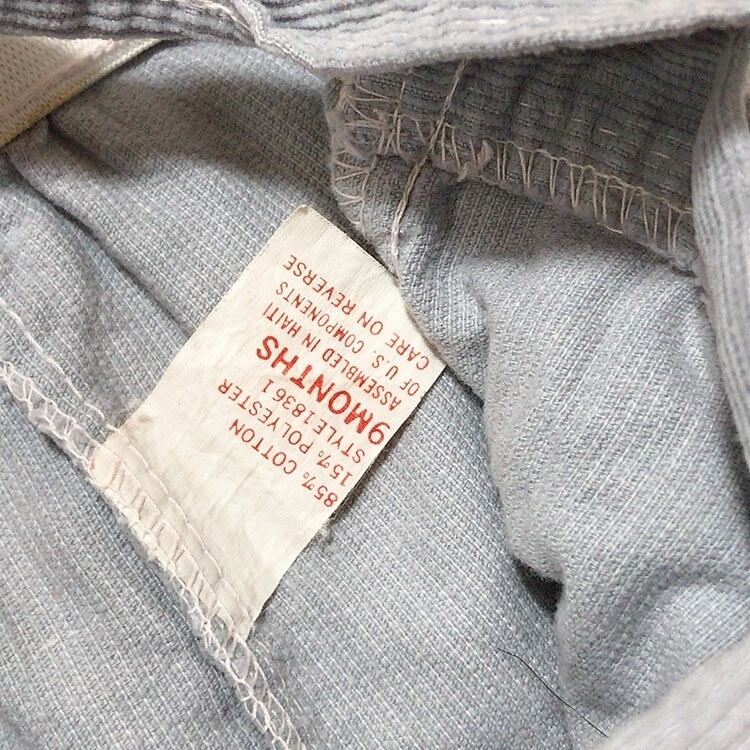 85% COTTON
15% POLYESTER
STYLE 18361
9MONTHS
ASSEMBLED IN HAITI
OF U.S. COMPONENTS
CARE ON REVERSE